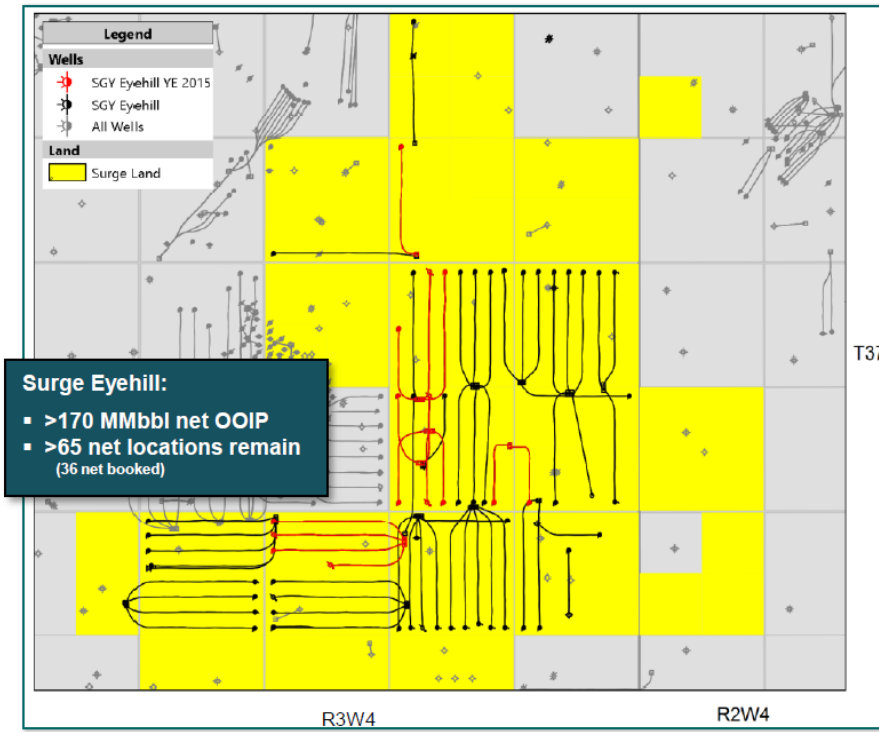 Legend
Wells
SGY Eyehill YE 2015
SGY Eyehill
All Wells
Land
Surge Land
T37
Surge Eyehill:
▪ >170 MMbbl net OOIP
▪ >65 net locations remain
(36 net booked)
R3W4
R2W4